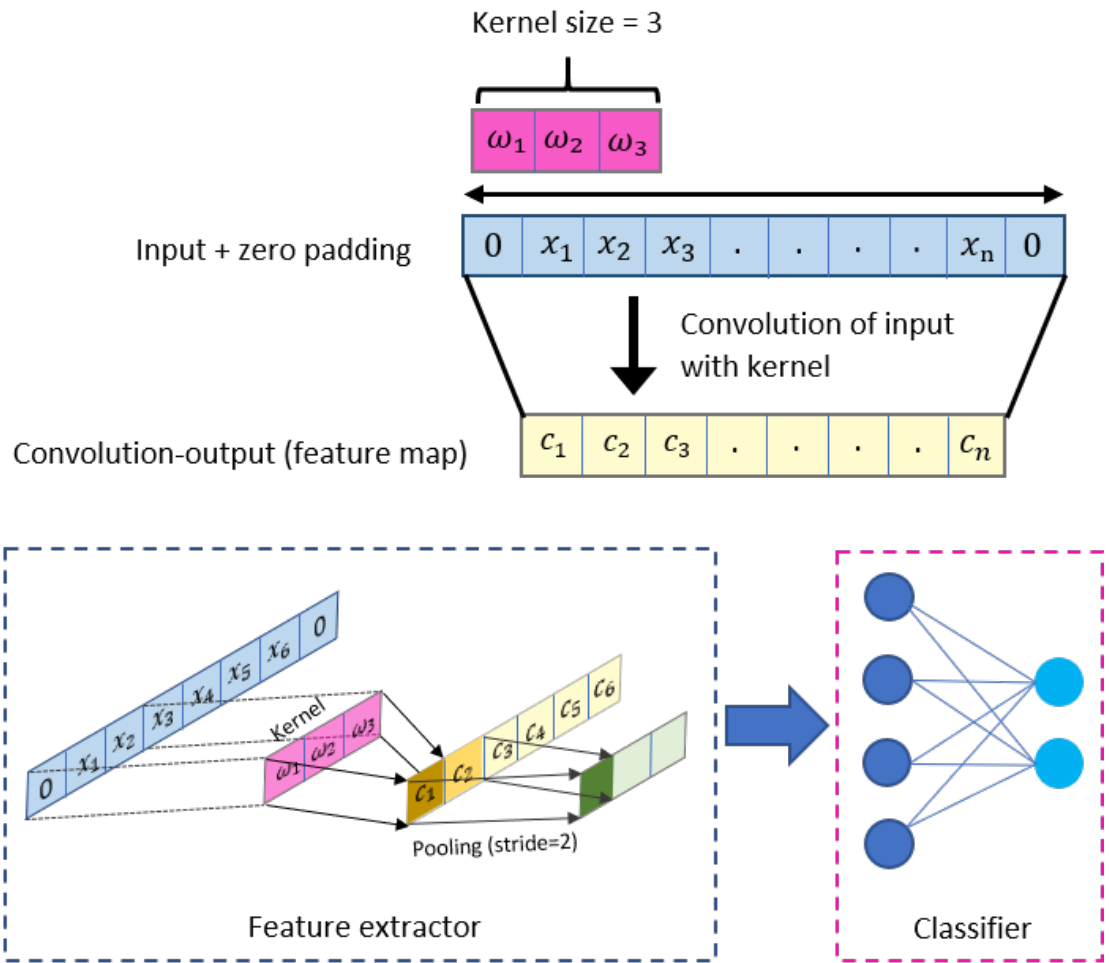 Kernel size = 3
ω₁ ω₂ ω₃
Input + zero padding
0 x₁ x₂ x₃ . . . . xₙ 0
Convolution of input
with kernel
Convolution-output (feature map)
c₁ c₂ c₃ . . . . cₙ
0 x₁ x₂ x₃ x₄ x₅ x₆ 0
Kernel
ω₁ ω₂ ω₃
c₁ c₂ c₃ c₄ c₅ c₆
Pooling (stride=2)
Feature extractor
Classifier